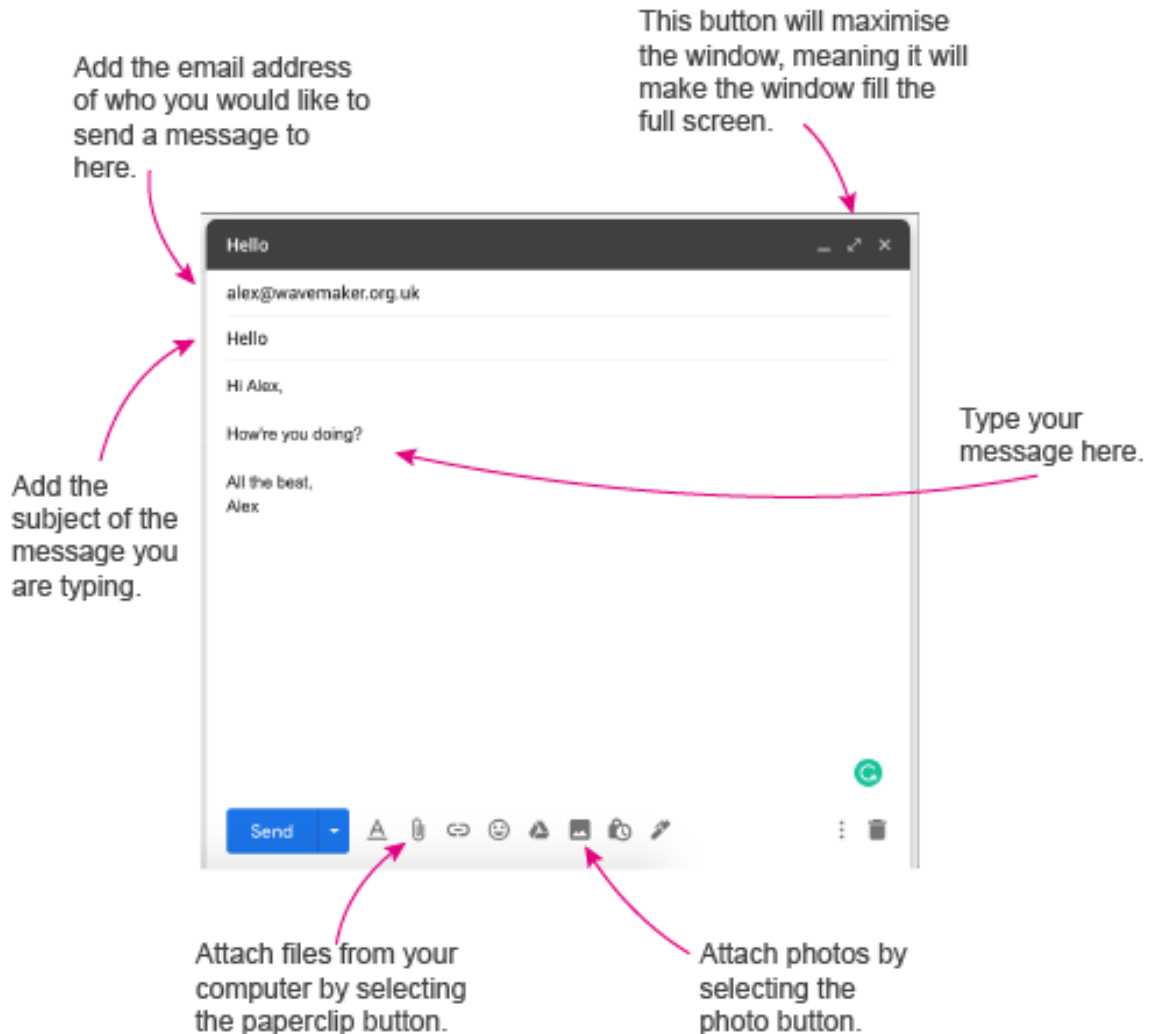 Add the email address
of who you would like to
send a message to
here.
This button will maximise
the window, meaning it will
make the window fill the
full screen.
Hello
alex@wavemaker.org.uk
Hello
Hi Alex,
How're you doing?
All the best,
Alex
Type your
message here.
Add the
subject of the
message you
are typing.
Send
Attach files from your
computer by selecting
the paperclip button.
Attach photos by
selecting the
photo button.